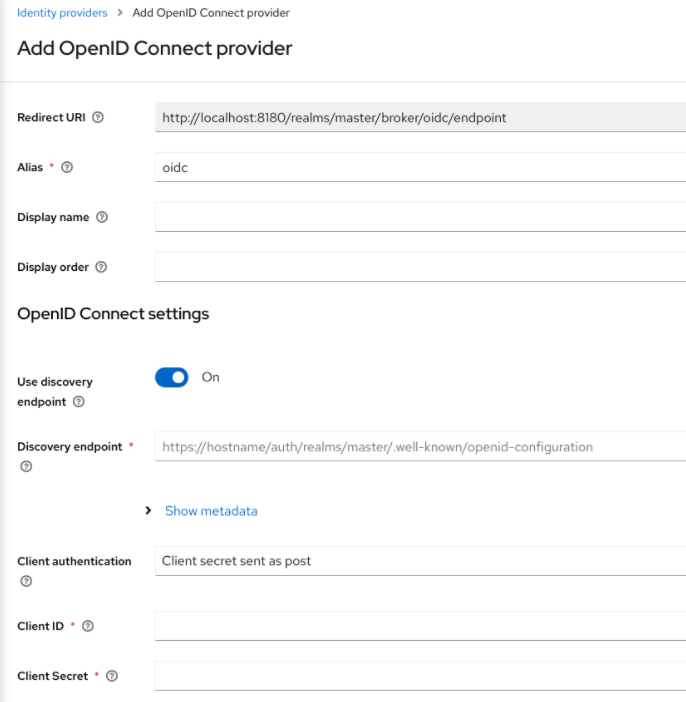 Identity providers > Add OpenID Connect provider
Add OpenID Connect provider
Redirect URI
http://localhost:8180/realms/master/broker/oidc/endpoint
Alias *
oidc
Display name
Display order
OpenID Connect settings
Use discovery
endpoint
On
Discovery endpoint *
https://hostname/auth/realms/master/.well-known/openid-configuration
Show metadata
Client authentication
Client secret sent as post
Client ID *
Client Secret *